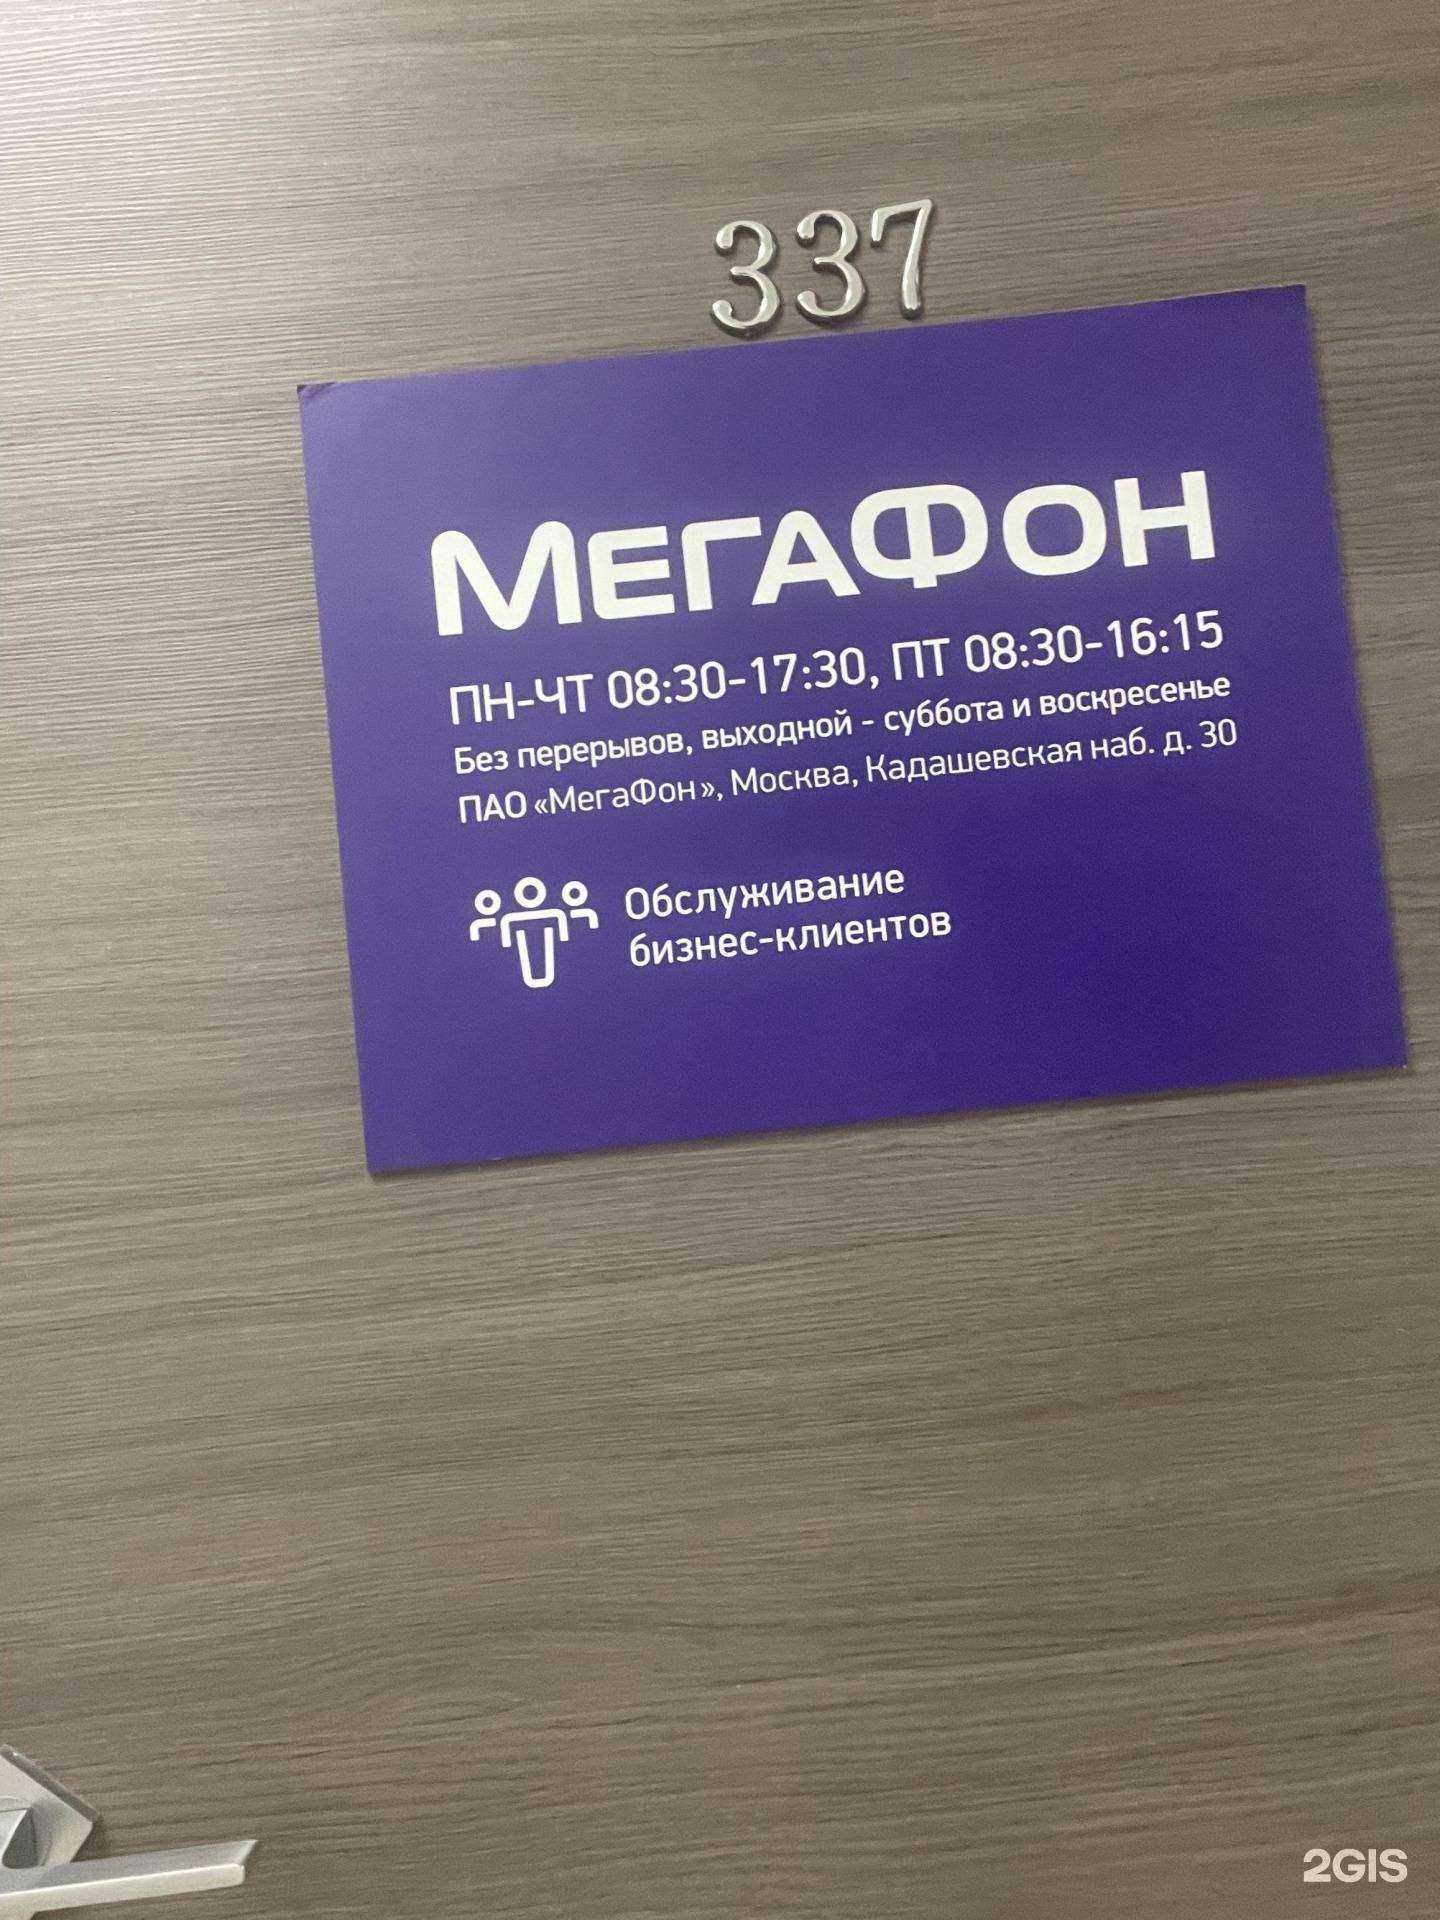 337
МЕГАФОН
ПН-ЧТ 08:30-17:30, ПТ 08:30-16:15
Без перерывов, выходной - суббота и воскресенье
ПАО «МегаФон», Москва, Кадашевская наб. д. 30
Обслуживание
бизнес-клиентов
2GIS